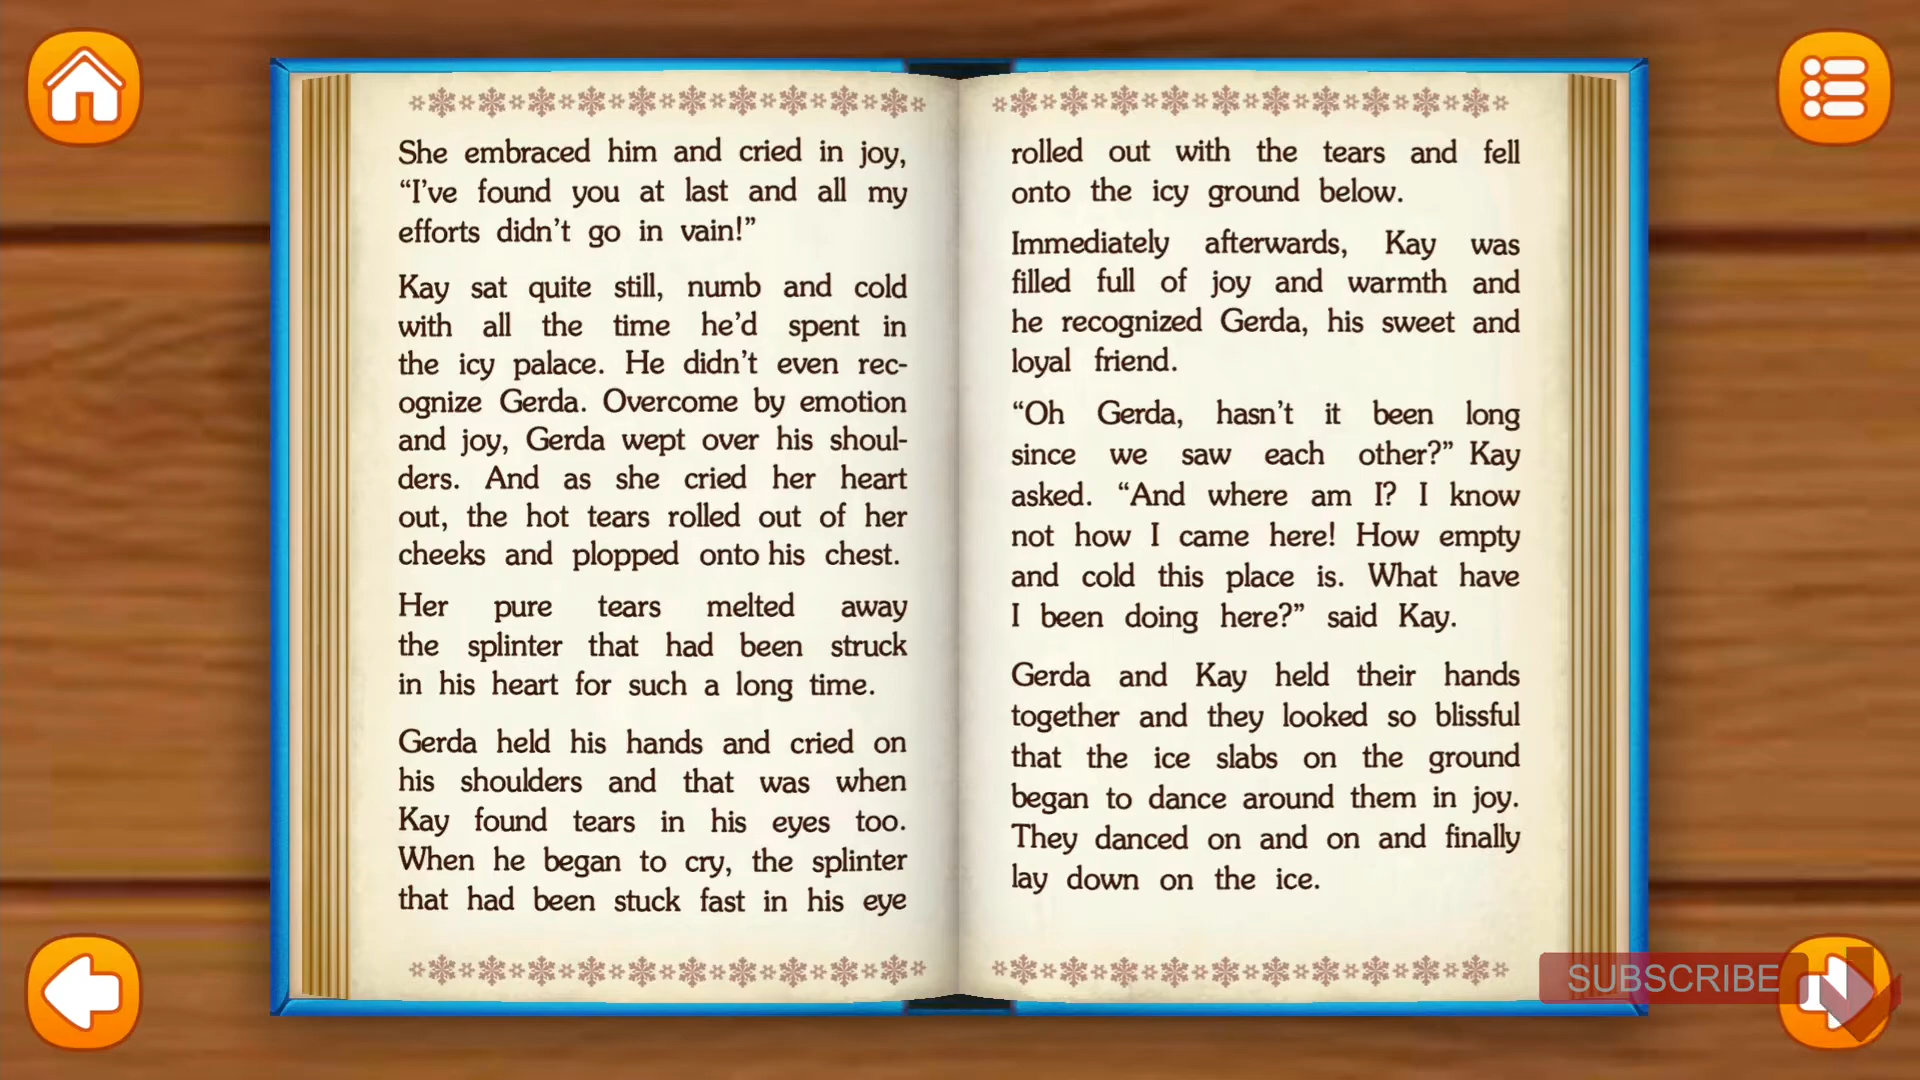 She embraced him and cried in joy,
“I’ve found you at last and all my
efforts didn’t go in vain!”
Kay sat quite still, numb and cold
with all the time he’d spent in
the icy palace. He didn’t even rec-
ognize Gerda. Overcome by emotion
and joy, Gerda wept over his shoul-
ders. And as she cried her heart
out, the hot tears rolled out of her
cheeks and plopped onto his chest.
Her pure tears melted away
the splinter that had been struck
in his heart for such a long time.
Gerda held his hands and cried on
his shoulders and that was when
Kay found tears in his eyes too.
When he began to cry, the splinter
that had been stuck fast in his eye
rolled out with the tears and fell
onto the icy ground below.
Immediately afterwards, Kay was
filled full of joy and warmth and
he recognized Gerda, his sweet and
loyal friend.
“Oh Gerda, hasn’t it been long
since we saw each other?” Kay
asked. “And where am I? I know
not how I came here! How empty
and cold this place is. What have
I been doing here?” said Kay.
Gerda and Kay held their hands
together and they looked so blissful
that the ice slabs on the ground
began to dance around them in joy.
They danced on and on and finally
lay down on the ice.
SUBSCRIBE